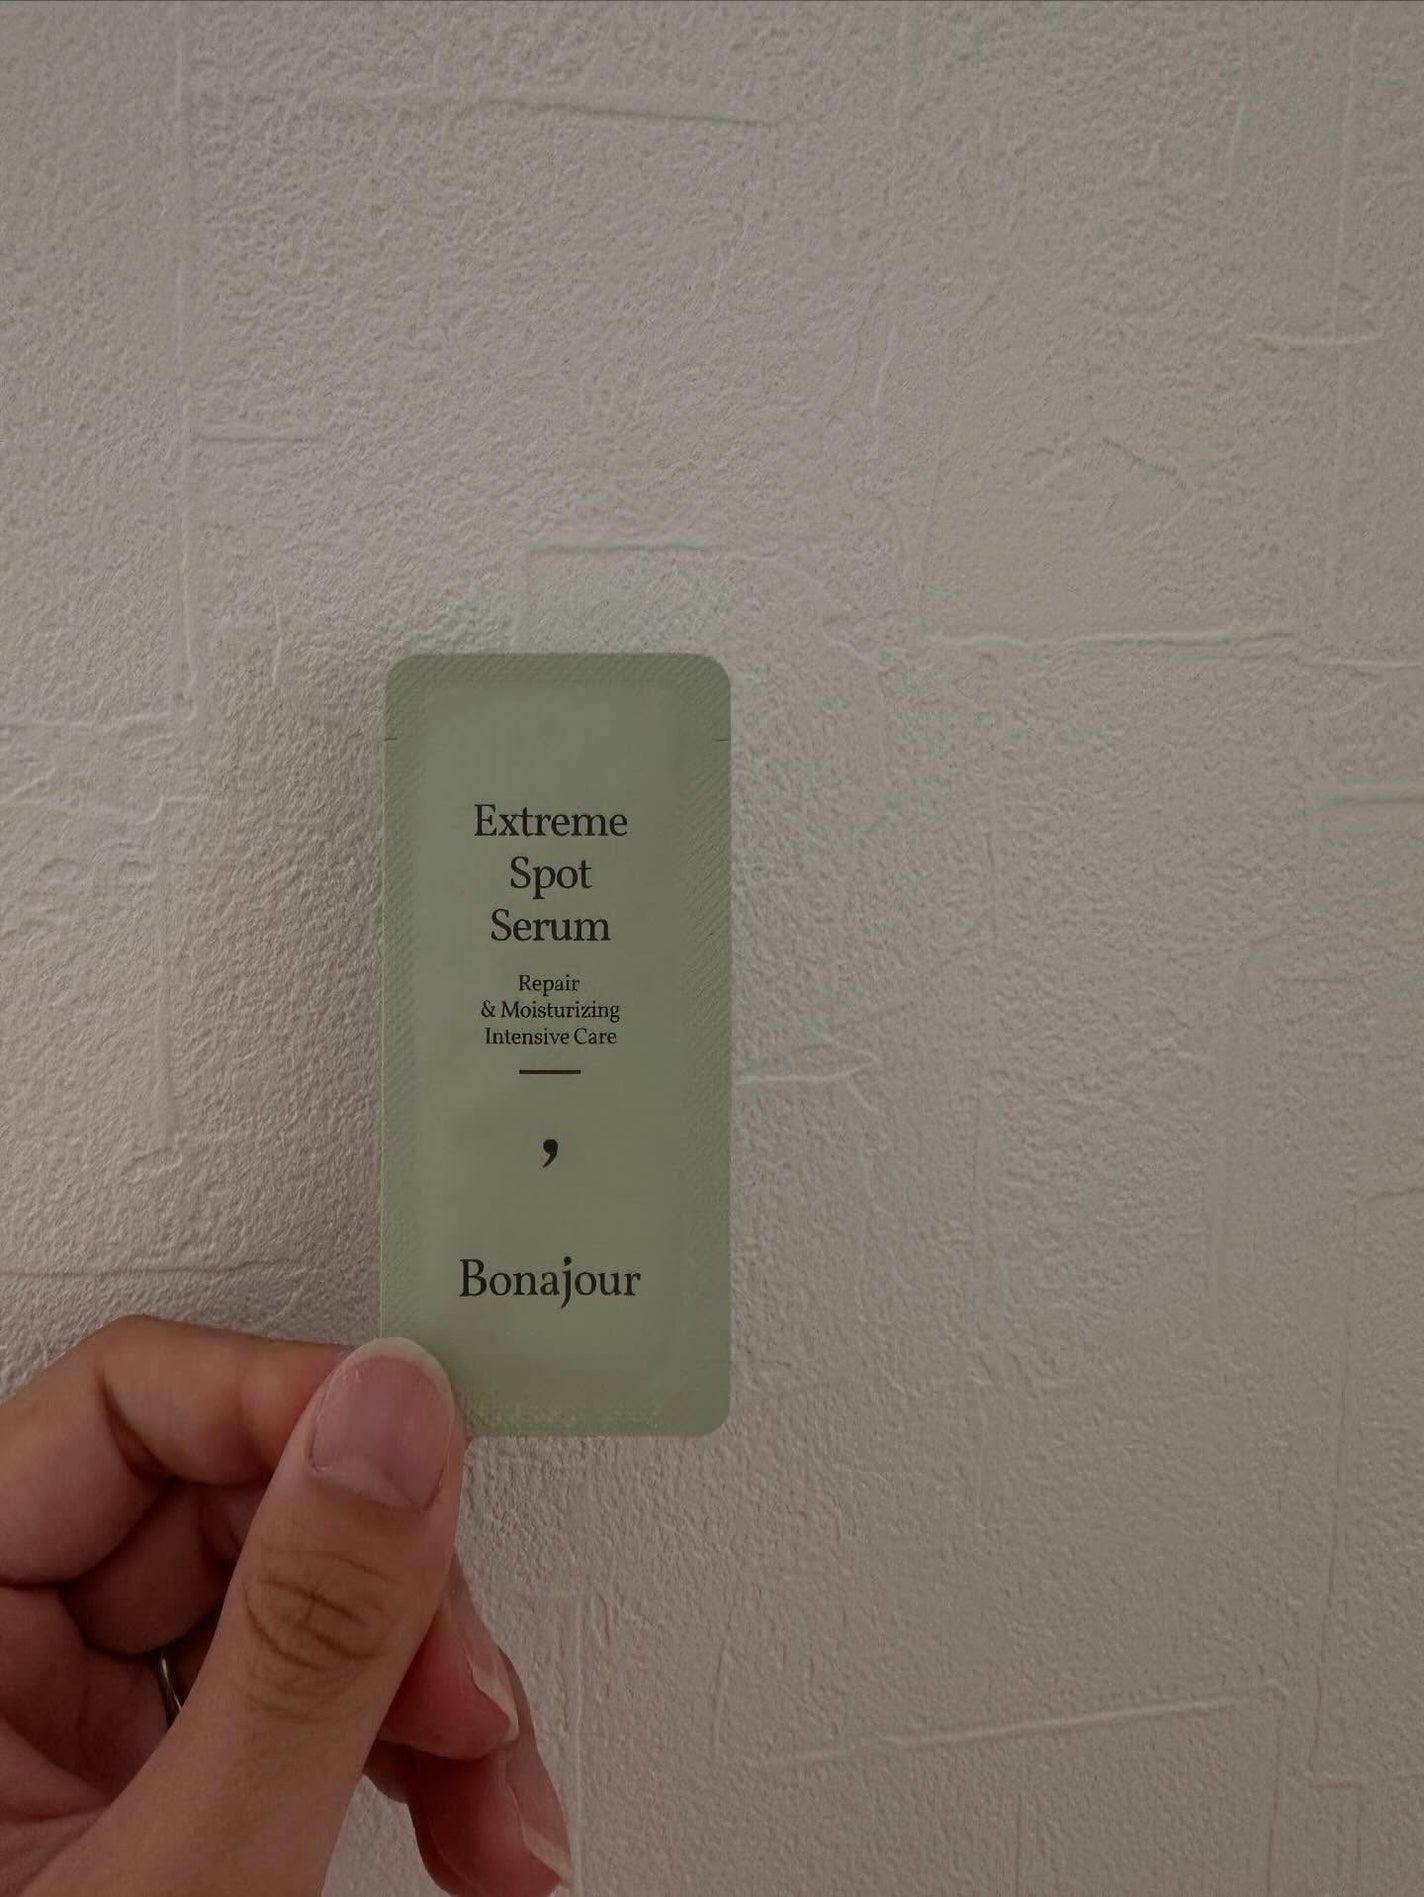 Extreme
Spot
Serum
Repair
& Moisturizing
Intensive Care
,
Bonajour